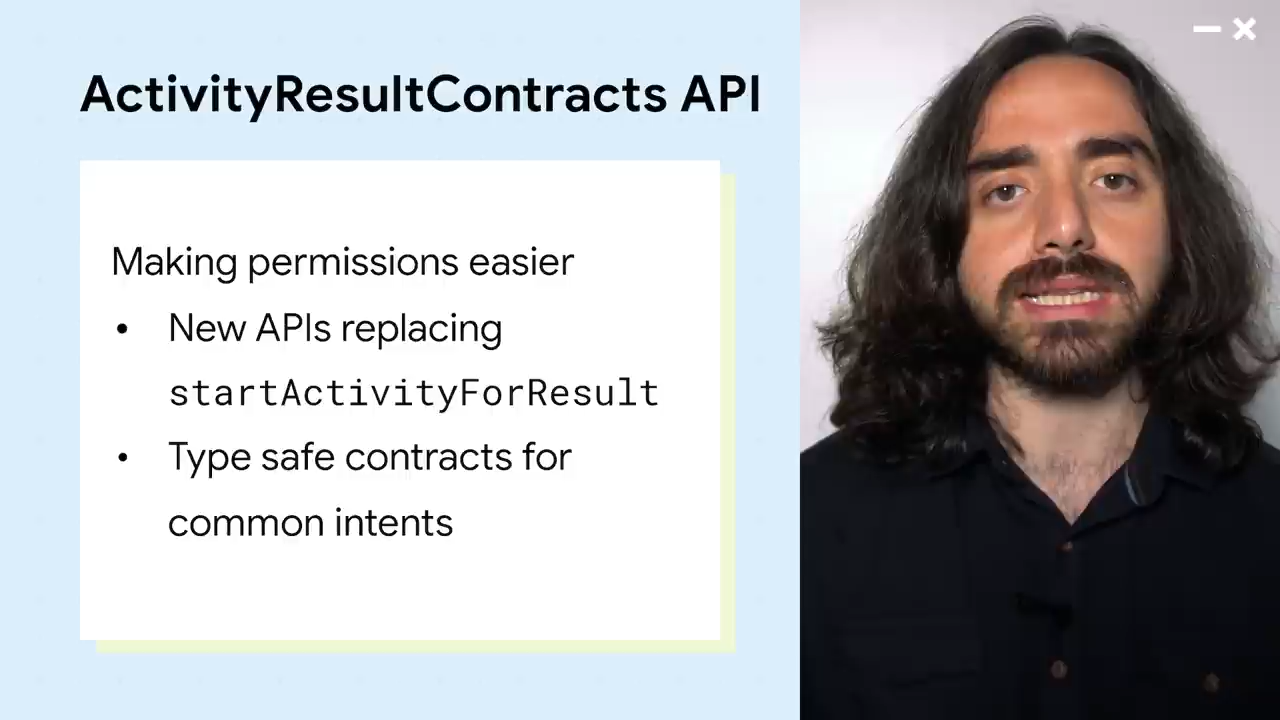 ActivityResultContracts API
Making permissions easier
• New APIs replacing
startActivityForResult
• Type safe contracts for
common intents